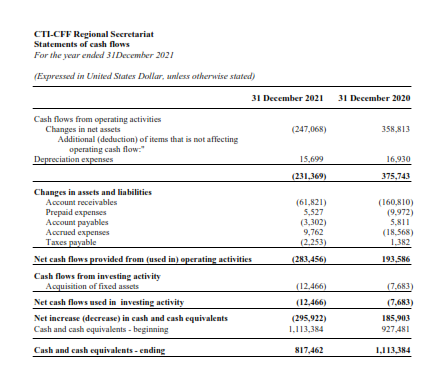 CTI-CFF Regional Secretariat
Statements of cash flows
For the year ended 31December 2021
(Expressed in United States Dollar, unless otherwise stated)
31 December 2021 31 December 2020
Cash flows from operating activities
Changes in net assets (247,068) 358,813
Additional (deduction) of items that is not affecting
operating cash flow:"
Depreciation expenses 15,699 16,930
(231,369) 375,743
Changes in assets and liabilities
Account receivables (61,821) (160,810)
Prepaid expenses 5,527 (9,972)
Account payables (3,302) 5,811
Accrued expenses 9,762 (18,568)
Taxes payable (2,253) 1,382
Net cash flows provided from (used in) operating activities (283,456) 193,586
Cash flows from investing activity
Acquisition of fixed assets (12,466) (7,683)
Net cash flows used in investing activity (12,466) (7,683)
Net increase (decrease) in cash and cash equivalents (295,922) 185,903
Cash and cash equivalents - beginning 1,113,384 927,481
Cash and cash equivalents - ending 817,462 1,113,384